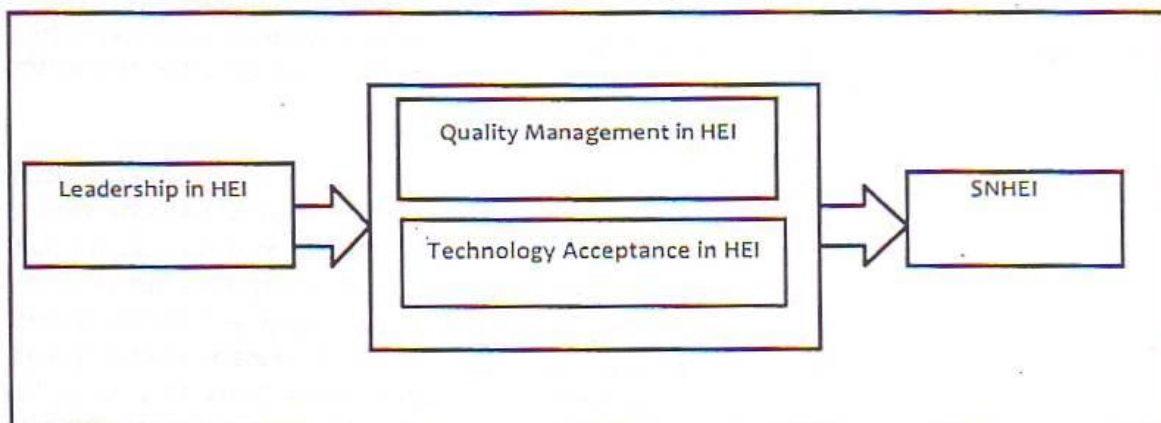 Leadership in HEI
Quality Management in HEI
Technology Acceptance in HEI
SNHEI